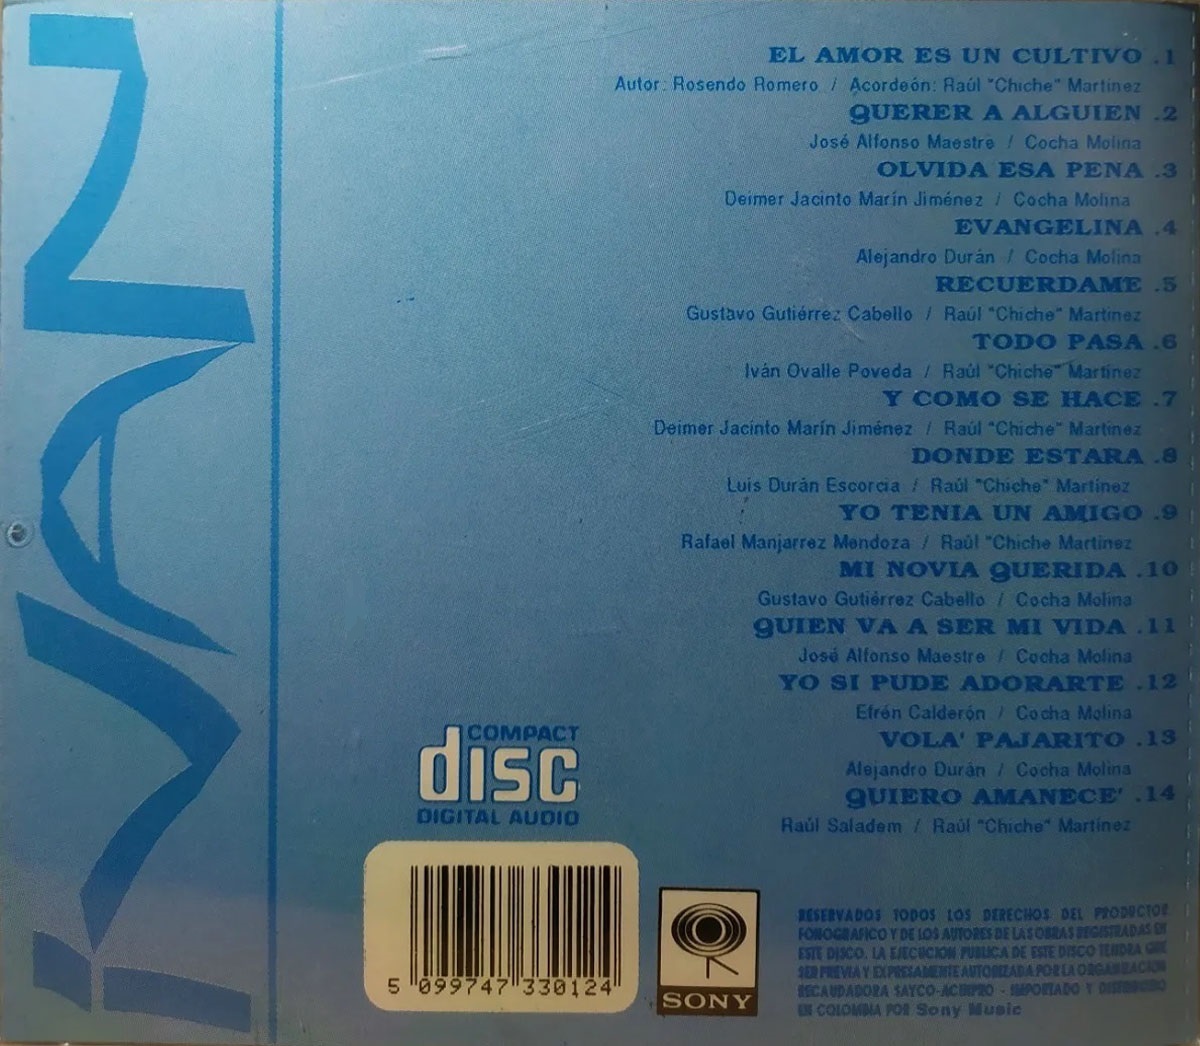 IVAN
EL AMOR ES UN CULTIVO .1
Autor: Rosendo Romero / Acordeón: Raúl "Chiche" Martínez
QUERER A ALGUIEN .2
José Alfonso Maestre / Cocha Molina
OLVIDA ESA PENA .3
Deimer Jacinto Marín Jiménez / Cocha Molina
EVANGELINA .4
Alejandro Durán / Cocha Molina
RECUERDAME .5
Gustavo Gutiérrez Cabello / Raúl "Chiche" Martínez
TODO PASA .6
Iván Ovalle Poveda / Raúl "Chiche" Martínez
Y COMO SE HACE .7
Deimer Jacinto Marín Jiménez / Raúl "Chiche" Martínez
DONDE ESTARA .8
Luis Durán Escorcia / Raúl "Chiche" Martínez
YO TENIA UN AMIGO .9
Rafael Manjarrez Mendoza / Raúl "Chiche Martínez
MI NOVIA QUERIDA .10
Gustavo Gutiérrez Cabello / Cocha Molina
QUIEN VA A SER MI VIDA .11
José Alfonso Maestre / Cocha Molina
YO SI PUDE ADORARTE .12
Efrén Calderón / Cocha Molina
VOLA' PAJARITO .13
Alejandro Durán / Cocha Molina
QUIERO AMANECE' .14
Raúl Saladem / Raúl "Chiche" Martínez
COMPACT
disc
DIGITAL AUDIO
5 099747 330124
SONY
RESERVADOS TODOS LOS DERECHOS DEL PRODUCTOR
FONOGRAFICO Y DE LOS AUTORES DE LAS OBRAS REGISTRADAS EN
ESTE DISCO. LA EJECUCION PUBLICA DE ESTE DISCO TENDRA QUE
SER PREVIA Y EXPRESAMENTE AUTORIZADA POR LA ORGANIZACION
RECAUDADORA SAYCO-ACINPRO - IMPORTADO Y DISTRIBUIDO
EN COLOMBIA POR Sony Music